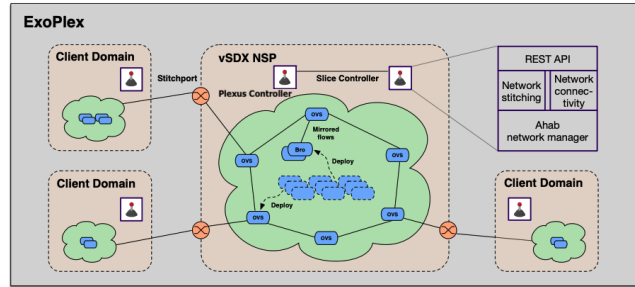 ExoPlex
Client Domain
Stitchport
vSDX NSP
Plexus Controller
Slice Controller
REST API
Network
stitching
Network
connec-
tivity
Ahab
network manager
ovs
Mirrored
flows
Bro
ovs
ovs
Deploy
Deploy
ovs
ovs
ovs
Client Domain
Client Domain